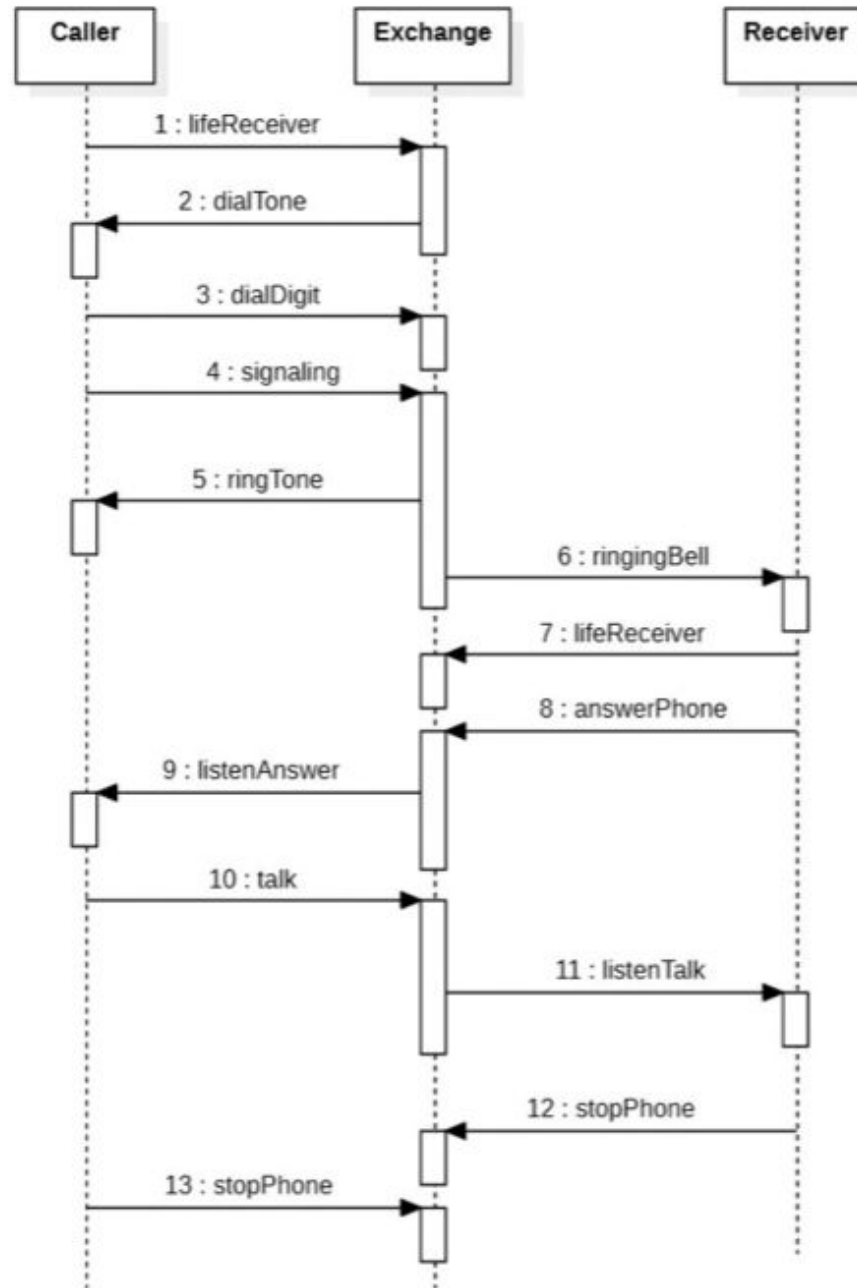 Caller
Exchange
Receiver
1 : lifeReceiver
2 : dialTone
3 : dialDigit
4 : signaling
5 : ringTone
6 : ringingBell
7 : lifeReceiver
8 : answerPhone
9 : listenAnswer
10 : talk
11 : listenTalk
12 : stopPhone
13 : stopPhone